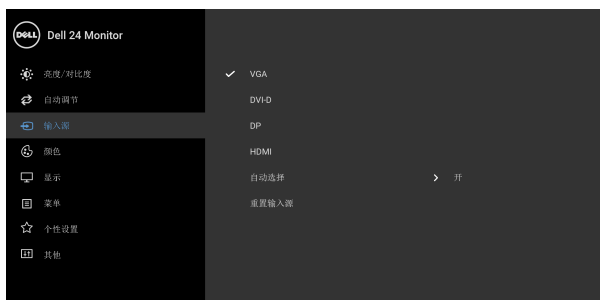 DELL Dell 24 Monitor
亮度/对比度
自动调节
输入源
颜色
显示
菜单
个性设置
其他
VGA
DVI-D
DP
HDMI
自动选择 开
重置输入源